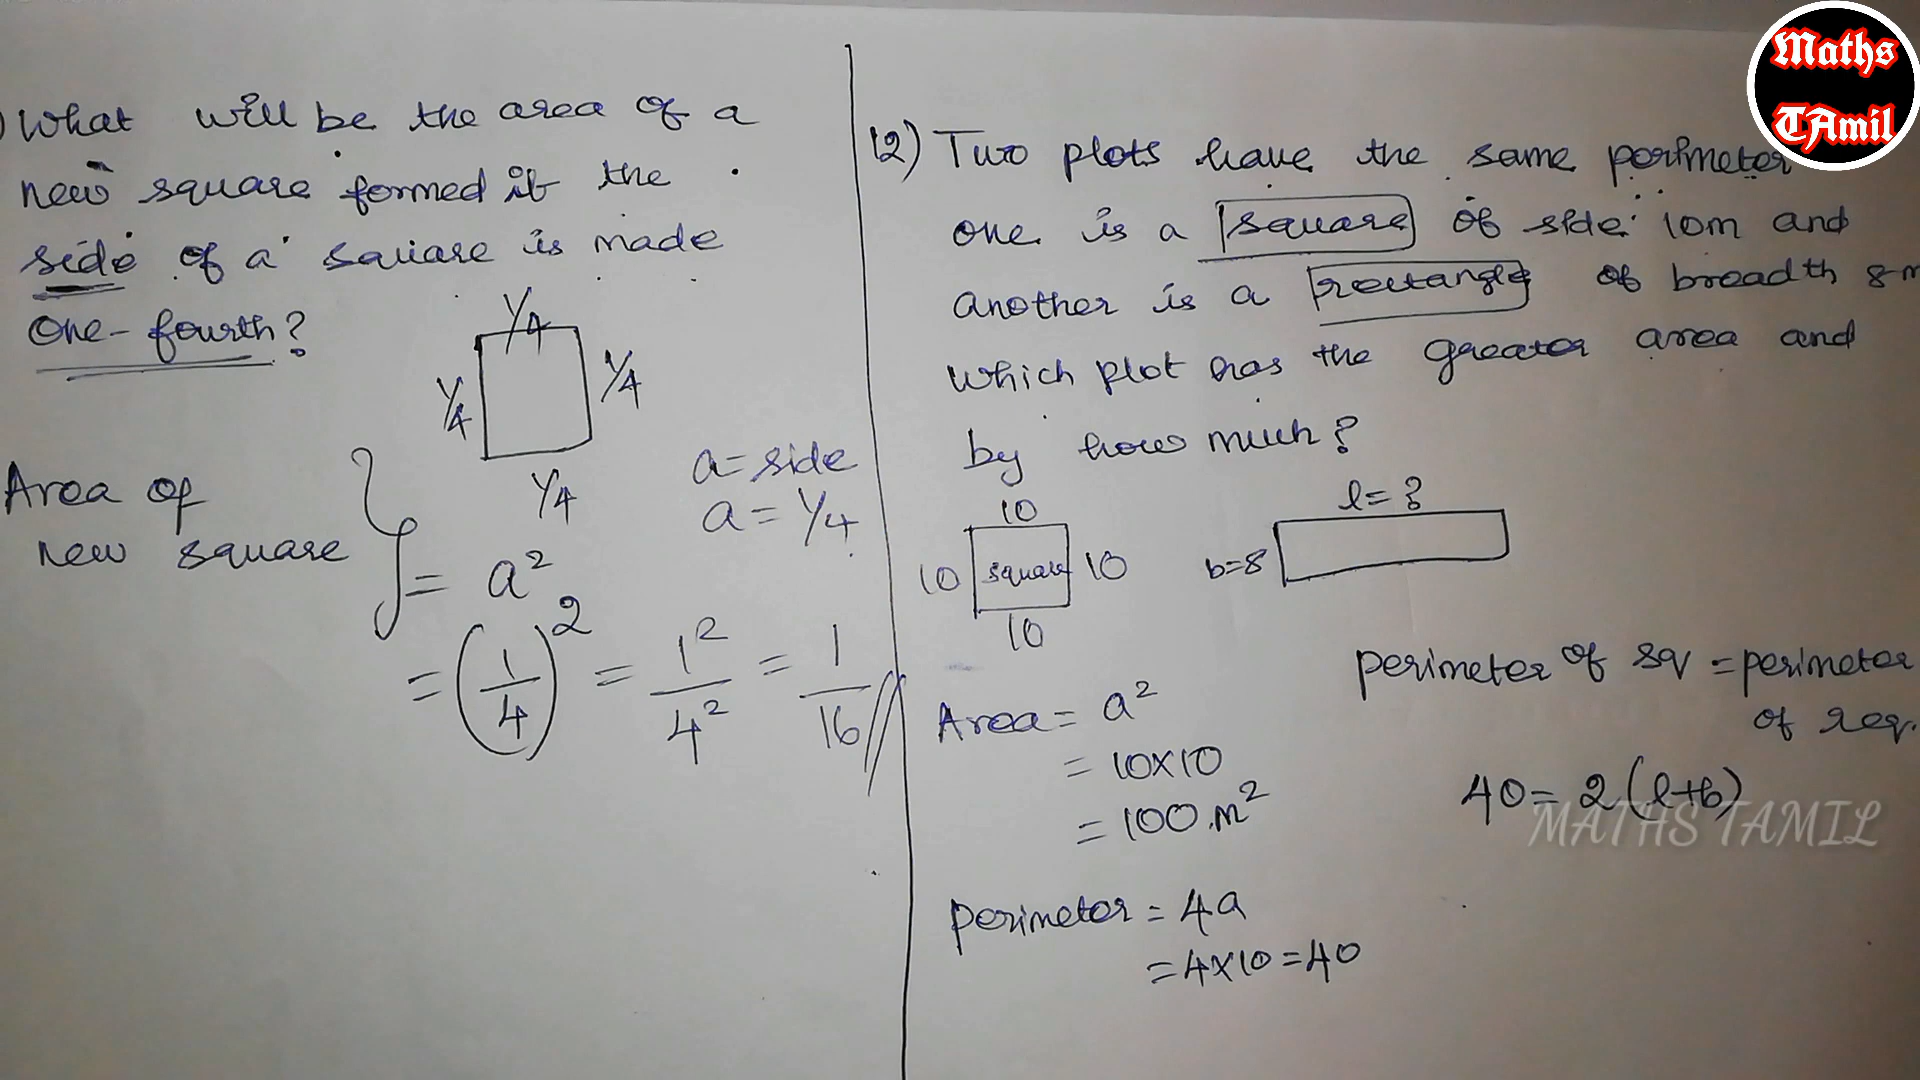 What will be the area of a
new square formed if the
side of a square is made
one-fourth?
1/4
1/4
1/4
1/4
a = side
a = 1/4
Area of
new square
= a²
= (1/4)² = 1²/4² = 1/16
12) Two plots have the same perimeter
one is a square of side 10m and
another is a rectangle of breadth 8m
which plot has the greater area and
by how much?
10
10 square 10
10
l = ?
b=8
Area = a²
= 10×10
= 100 m²
perimeter = 4a
= 4×10 = 40
perimeter of sq = perimeter
of req.
40 = 2(l+b)
MATHS TAMIL
Maths
TAmil